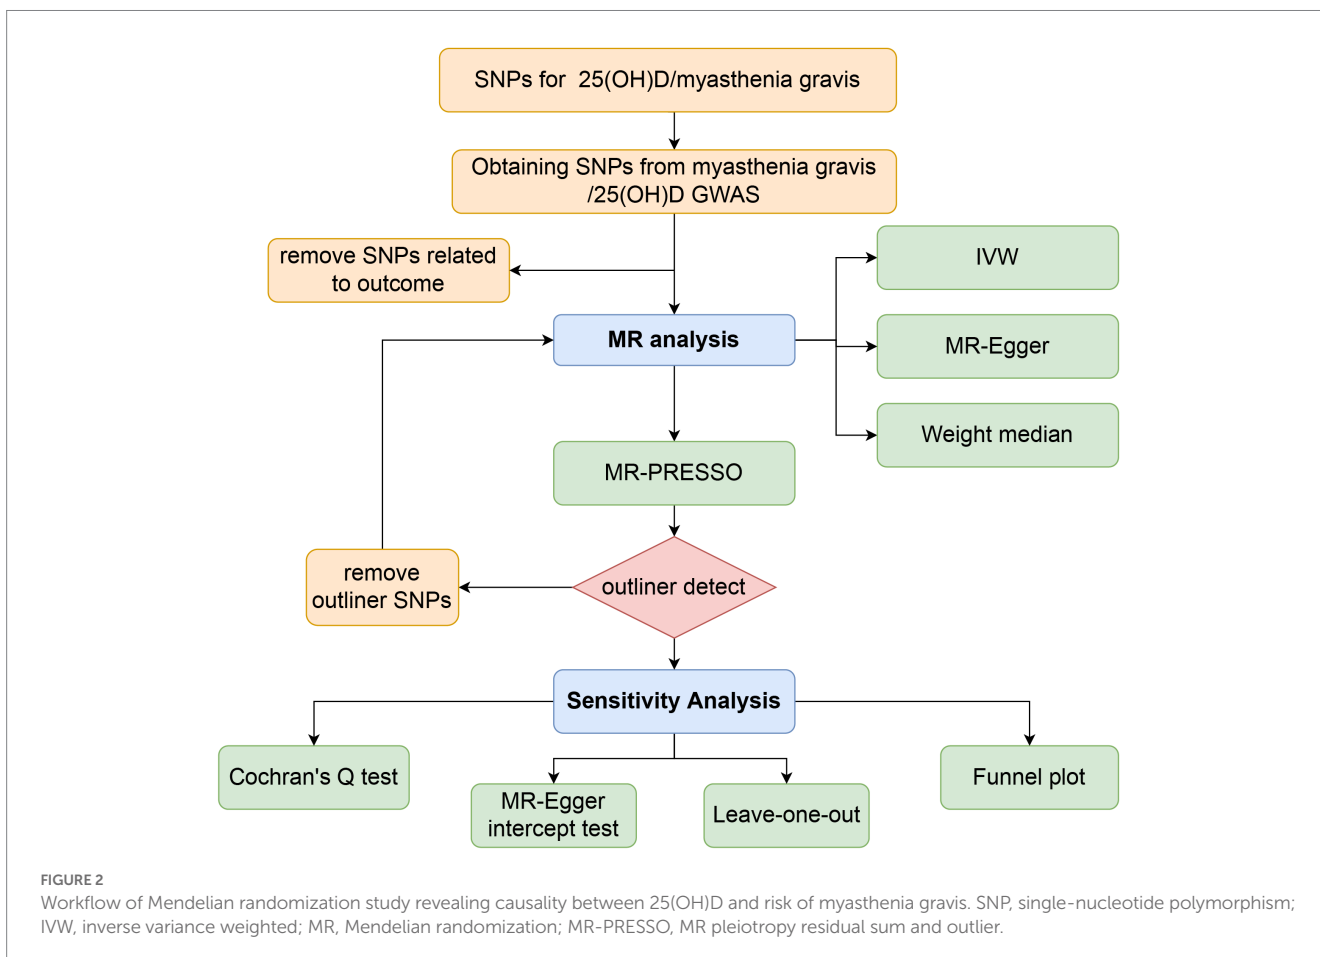 SNPs for  25(OH)D/myasthenia gravis
Obtaining SNPs from myasthenia gravis
/25(OH)D GWAS
remove SNPs related
to outcome
IVW
MR analysis
MR-Egger
Weight median
MR-PRESSO
remove
outliner SNPs
outliner detect
Sensitivity Analysis
Cochran's Q test
MR-Egger
intercept test
Leave-one-out
Funnel plot
FIGURE 2
Workflow of Mendelian randomization study revealing causality between 25(OH)D and risk of myasthenia gravis. SNP, single-nucleotide polymorphism;
IVW, inverse variance weighted; MR, Mendelian randomization; MR-PRESSO, MR pleiotropy residual sum and outlier.